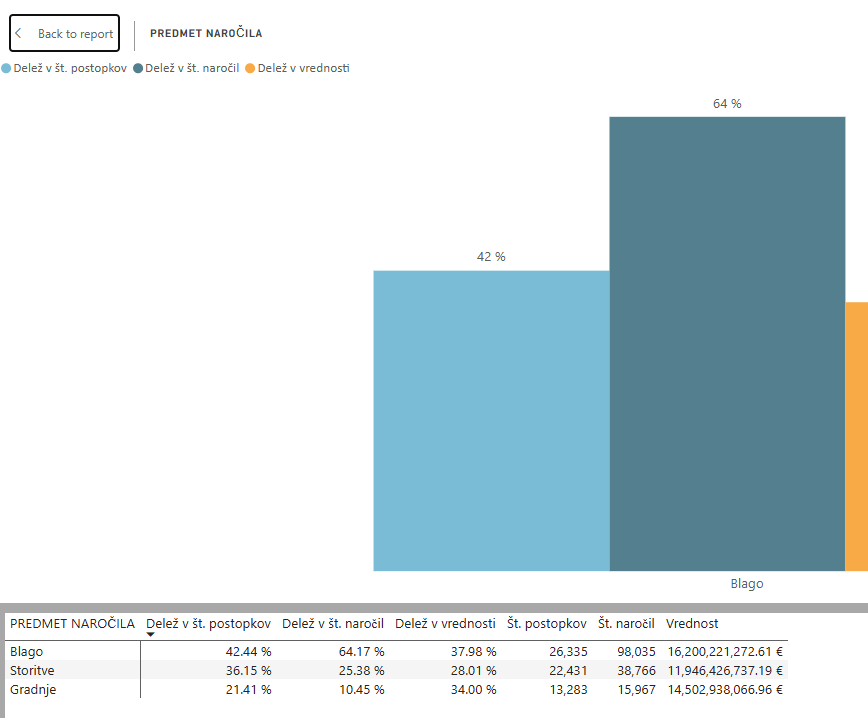 Back to report
PREDMET NAROČILA
Delež v št. postopkov Delež v št. naročil Delež v vrednosti
64 %
42 %
Blago
PREDMET NAROČILA Delež v št. postopkov Delež v št. naročil Delež v vrednosti Št. postopkov Št. naročil Vrednost
Blago 42.44 % 64.17 % 37.98 % 26,335 98,035 16,200,221,272.61 €
Storitve 36.15 % 25.38 % 28.01 % 22,431 38,766 11,946,426,737.19 €
Gradnje 21.41 % 10.45 % 34.00 % 13,283 15,967 14,502,938,066.96 €